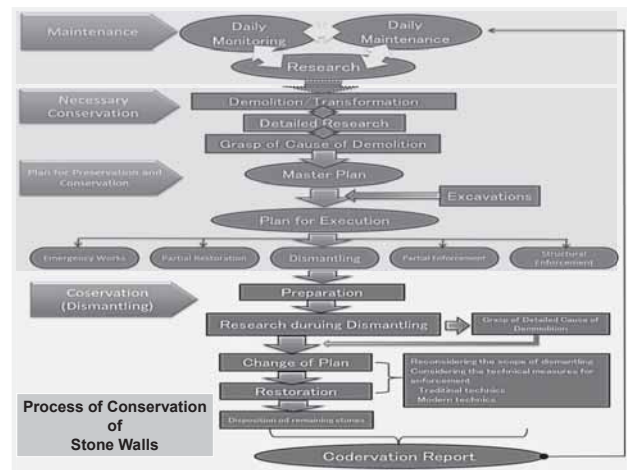 Maintenance
Daily
Monitoring
Daily
Maintenance
Research
Necessary
Conservation
Demolition/Transformation
Detailed Research
Grasp of Cause of Demolition
Plan for Preservation and
Conservation
Master Plan
Excavations
Plan for Execution
Emergency Works
Partial Restoration
Dismantling
Partial Enforcement
Structural
Enforcement
Coservation
(Dismantling)
Preparation
Research duruing Dismantling
Grasp of Detailed Cause of
Demmolition
Change of Plan
Restoration
Reconsidering the scope of dismantling
Considering the technical measures for
enforcement
Traditinal technics
Modern technics
Disposition od remaining stones
Process of Conservation
of
Stone Walls
Codervation Report